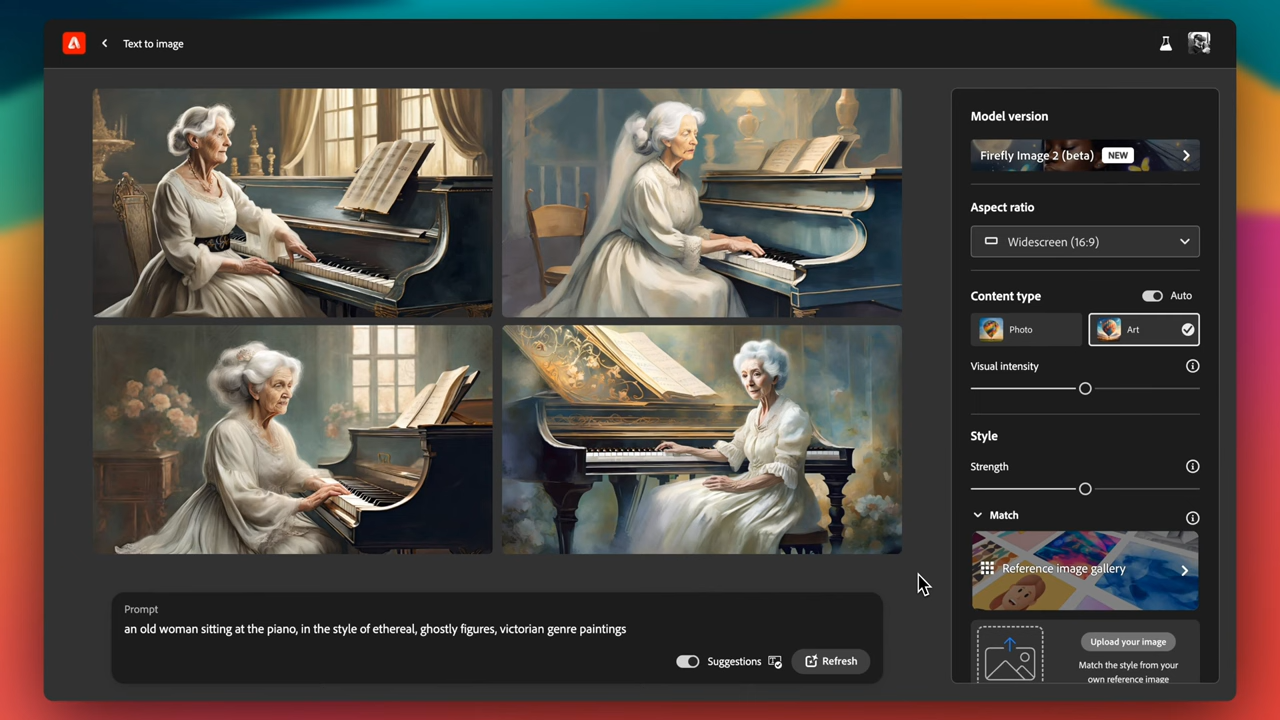 Text to image
Model version
Firefly Image 2 (beta) NEW
Aspect ratio
Widescreen (16:9)
Content type Auto
Photo Art
Visual intensity
Style
Strength
Match
Reference image gallery
Upload your image
Match the style from your
own reference image
Prompt
an old woman sitting at the piano, in the style of ethereal, ghostly figures, victorian genre paintings
Suggestions Refresh